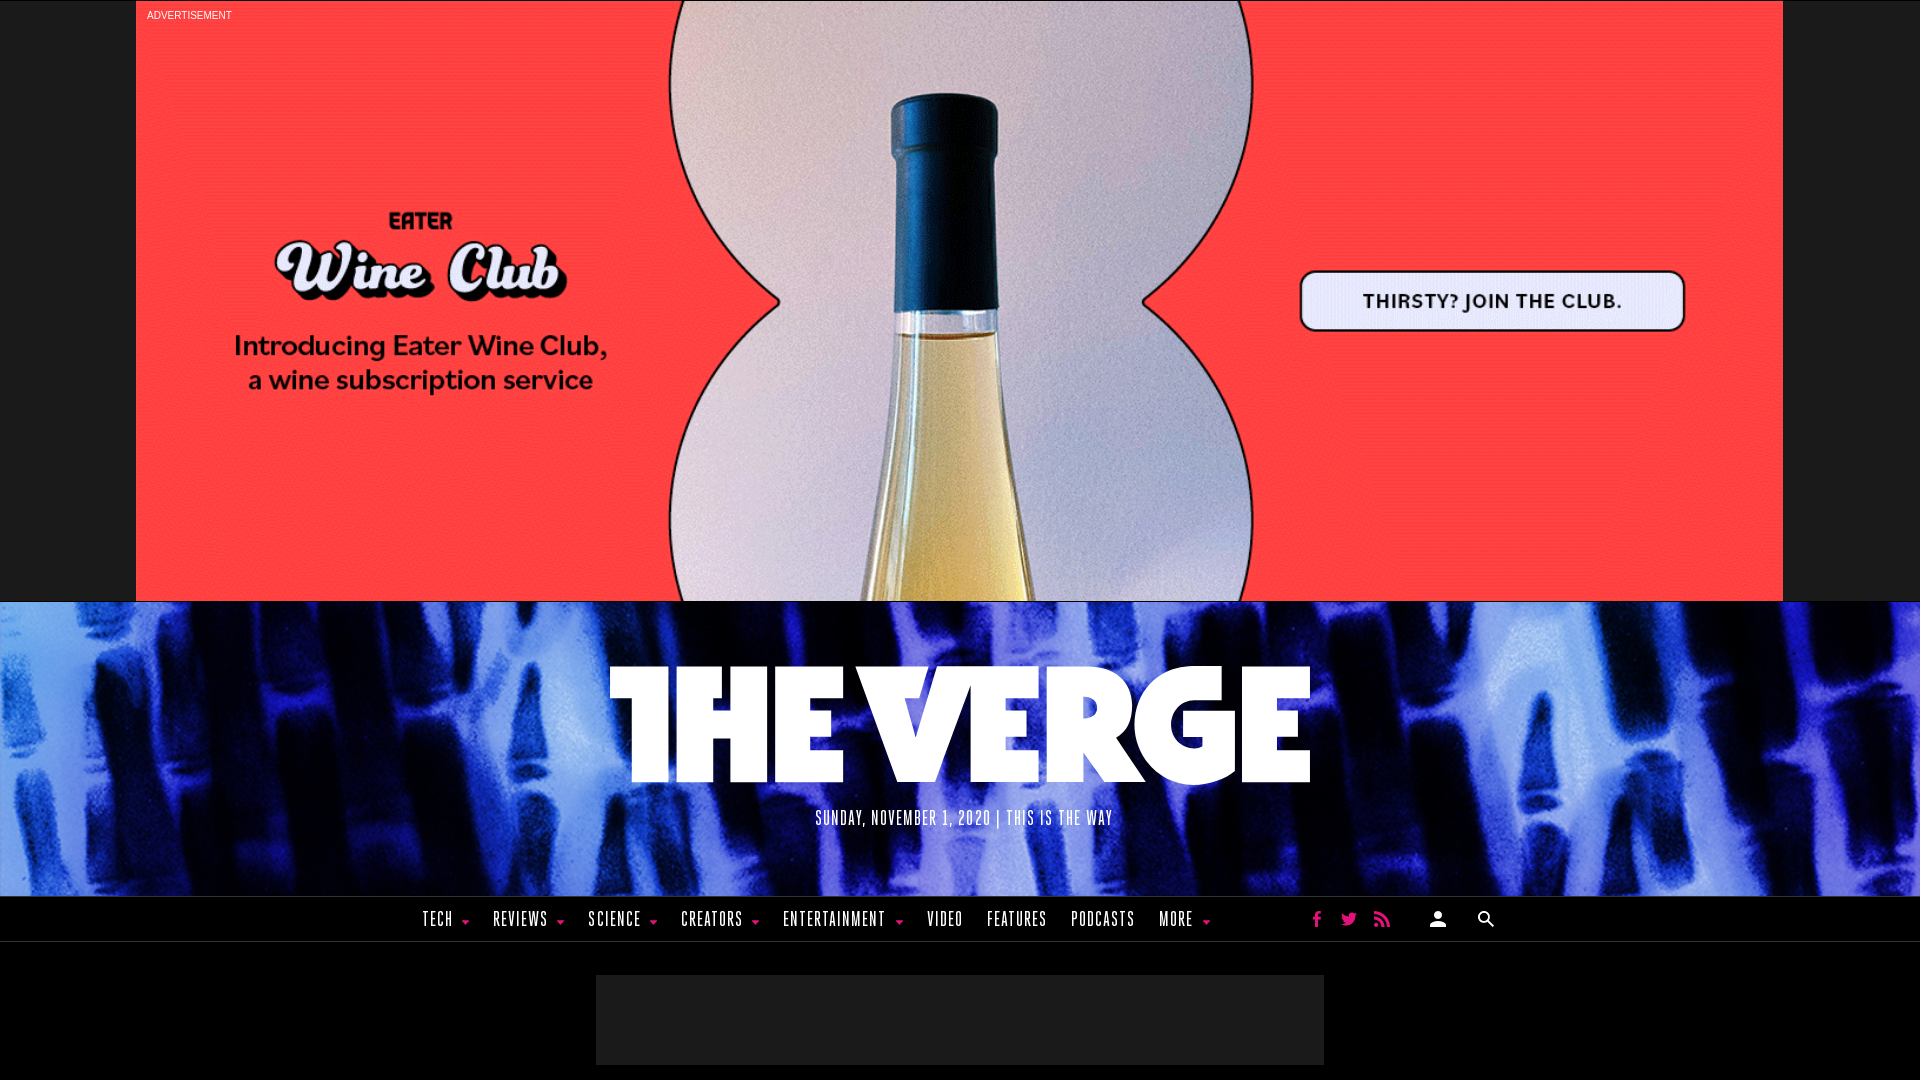 ADVERTISEMENT
EATER
Wine Club
Introducing Eater Wine Club,
a wine subscription service
THIRSTY? JOIN THE CLUB.
THE VERGE
SUNDAY, NOVEMBER 1, 2020 | THIS IS THE WAY
TECH REVIEWS SCIENCE CREATORS ENTERTAINMENT VIDEO FEATURES PODCASTS MORE